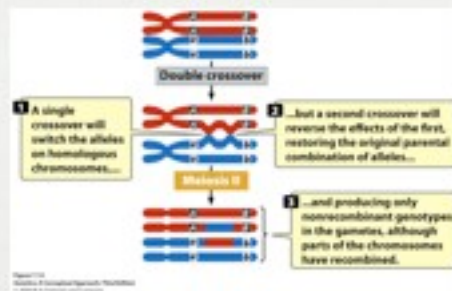 Double crossover
1 A single
crossover will
switch the alleles
on homologous
chromosomes....
2 ...but a second crossover will
reverse the effects of the first,
restoring the original parental
combination of alleles...
Meiosis II
3 ...and producing only
nonrecombinant genotypes
in the gametes, although
parts of the chromosomes
have recombined.